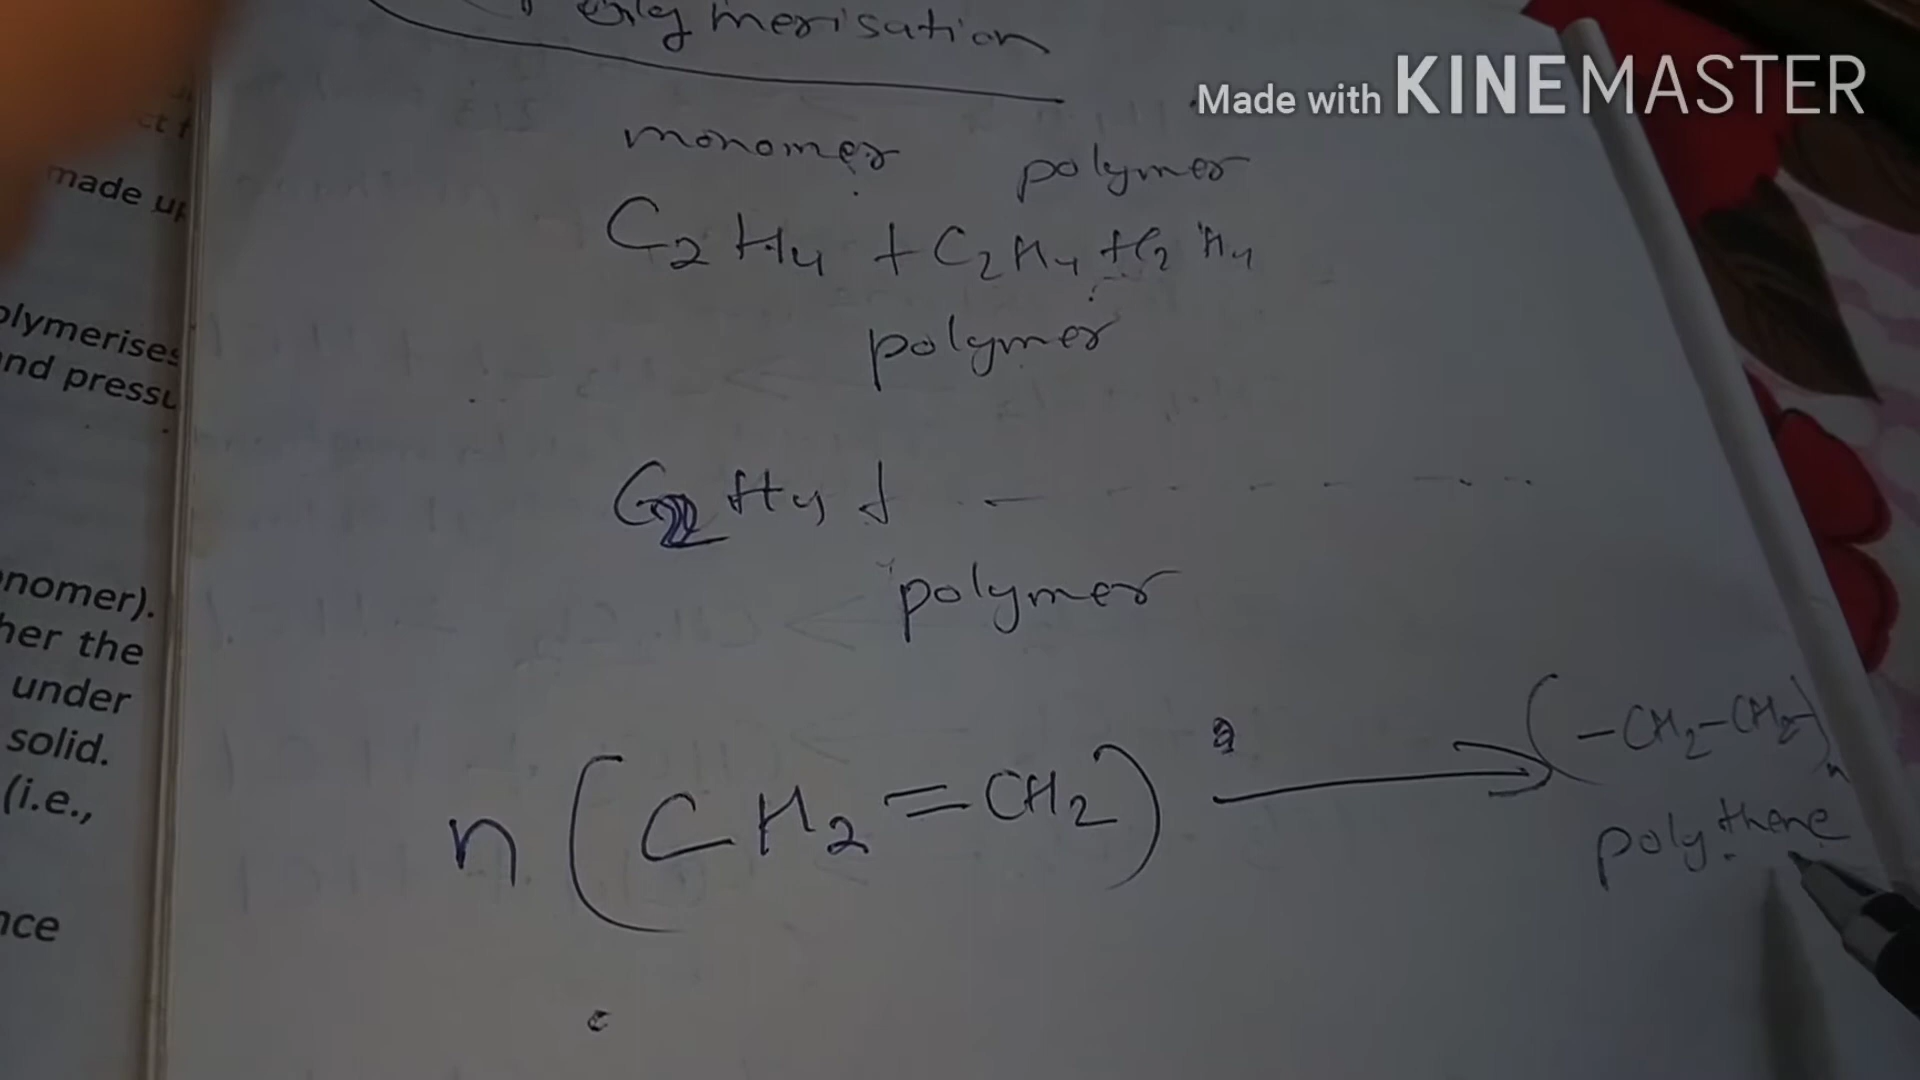 merisation
Made with KINEMASTER
monomer polymer
C2H4 + C2H4 + C2H4
polymer
C2H4 +
polymer
n(CH2=CH2) → (-CH2-CH2-)n
polythene
made up
olymerises
nd pressu
nomer).
her the
under
solid.
(i.e.,
nce